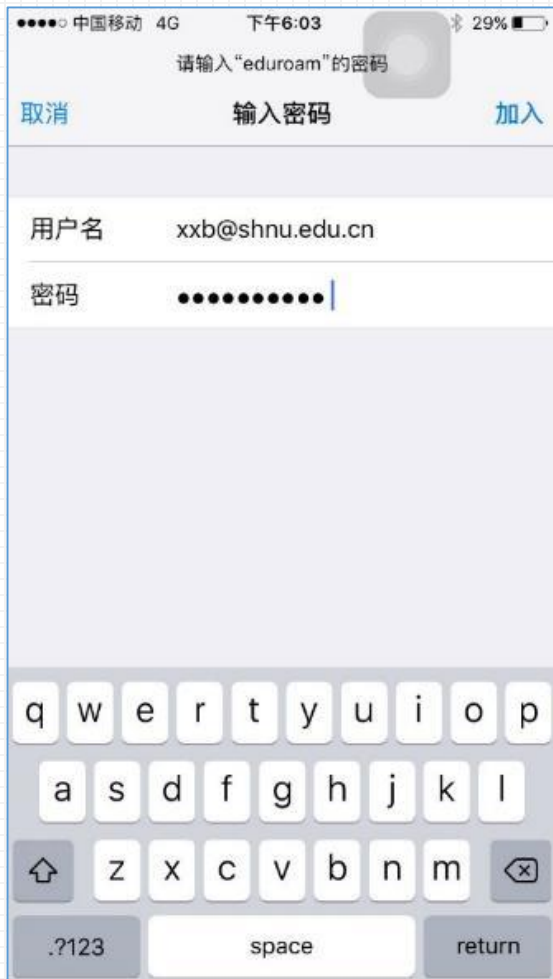 中国移动 4G 下午6:03 29%
请输入“eduroam”的密码
取消 输入密码 加入
用户名 xxb@shnu.edu.cn
密码 ●●●●●●●●●●
q w e r t y u i o p
a s d f g h j k l
z x c v b n m
.?123 space return